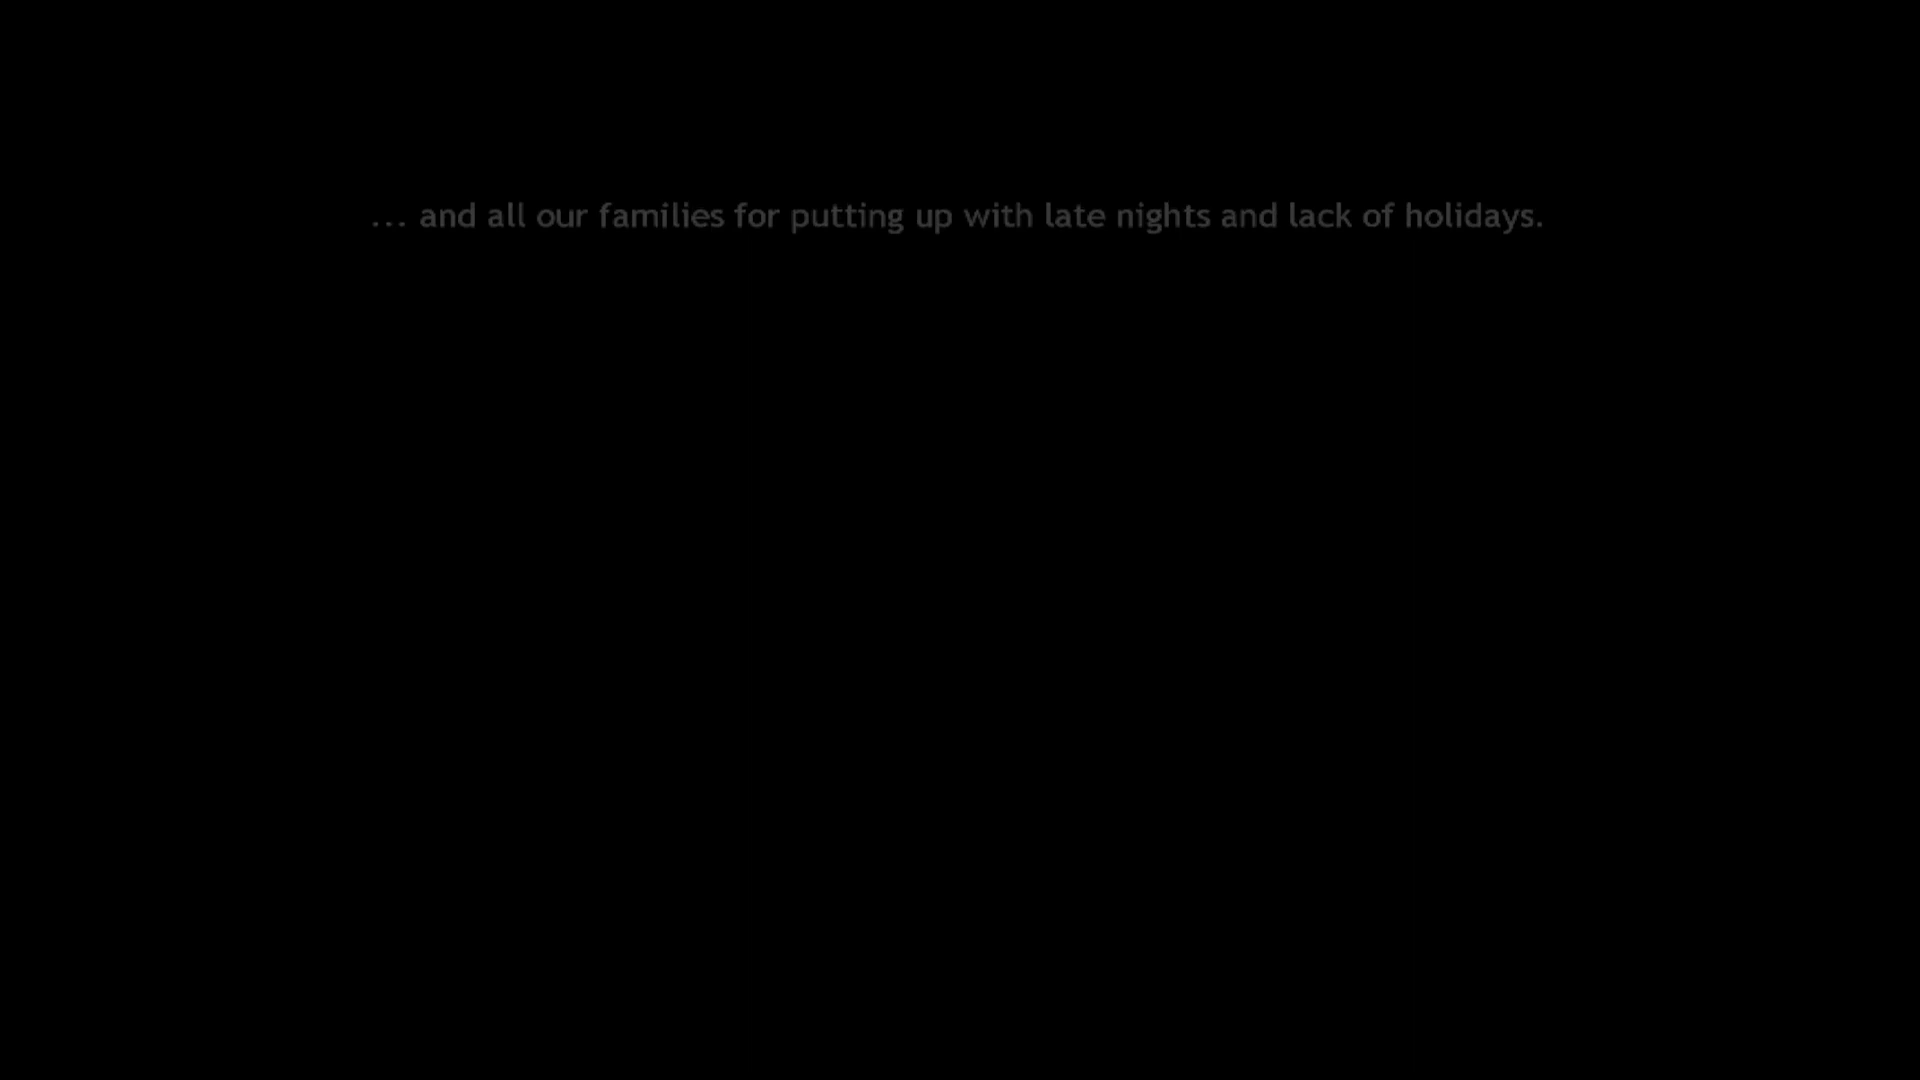 ... and all our families for putting up with late nights and lack of holidays.